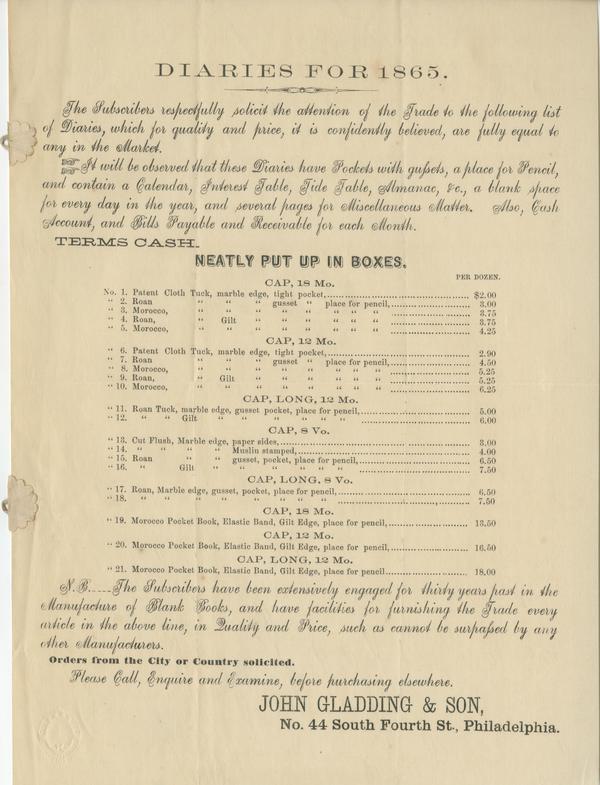 DIARIES FOR 1865.
The Subscribers respectfully solicit the attention of the Trade to the following list
of Diaries, which for quality and price, it is confidently believed, are fully equal to
any in the Market.
☞ It will be observed that these Diaries have Pockets with gussets, a place for Pencil,
and contain a Calendar, Interest Table, Tide Table, Almanac, &c., a blank space
for every day in the year, and several pages for Miscellaneous Matter. Also, Cash
Account, and Bills Payable and Receivable for each Month.
TERMS CASH.
NEATLY PUT UP IN BOXES.
PER DOZEN.
CAP, 18 Mo.
No. 1. Patent Cloth Tuck, marble edge, tight pocket, $2.00
" 2. Roan " " gusset " place for pencil, 3.00
" 3. Morocco, " " " " " " " 3.75
" 4. Roan, " Gilt " " " " " " 3.75
" 5. Morocco, " " " " " " " 4.25
CAP, 12 Mo.
" 6. Patent Cloth Tuck, marble edge, tight pocket, 2.90
" 7. Roan " " gusset " place for pencil, 4.50
" 8. Morocco, " " " " " " " 5.25
" 9. Roan, " Gilt " " " " " " 5.25
" 10. Morocco, " " " " " " " 6.25
CAP, LONG, 12 Mo.
" 11. Roan Tuck, marble edge, gusset pocket, place for pencil, 5.00
" 12. " " Gilt " " " " " " 6.00
CAP, 8 Vo.
" 13. Cut Flush, Marble edge, paper sides, 3.00
" 14. " " " " Muslin stamped, 4.00
" 15. Roan " " gusset, pocket, place for pencil, 6.50
" 16. " Gilt " " " " " " 7.50
CAP, LONG, 8 Vo.
" 17. Roan, Marble edge, gusset, pocket, place for pencil, 6.50
" 18. " " " " " " " " 7.50
CAP, 18 Mo.
" 19. Morocco Pocket Book, Elastic Band, Gilt Edge, place for pencil, 13.50
CAP, 12 Mo.
" 20. Morocco Pocket Book, Elastic Band, Gilt Edge, place for pencil, 16.50
CAP, LONG, 12 Mo.
" 21. Morocco Pocket Book, Elastic Band, Gilt Edge, place for pencil 18.00
N.B.....The Subscribers have been extensively engaged for thirty years past in the
Manufacture of Blank Books, and have facilities for furnishing the Trade every
article in the above line, in Quality and Price, such as cannot be surpassed by any
other Manufacturers.
Orders from the City or Country solicited.
Please Call, Enquire and Examine, before purchasing elsewhere.
JOHN GLADDING & SON,
No. 44 South Fourth St., Philadelphia.